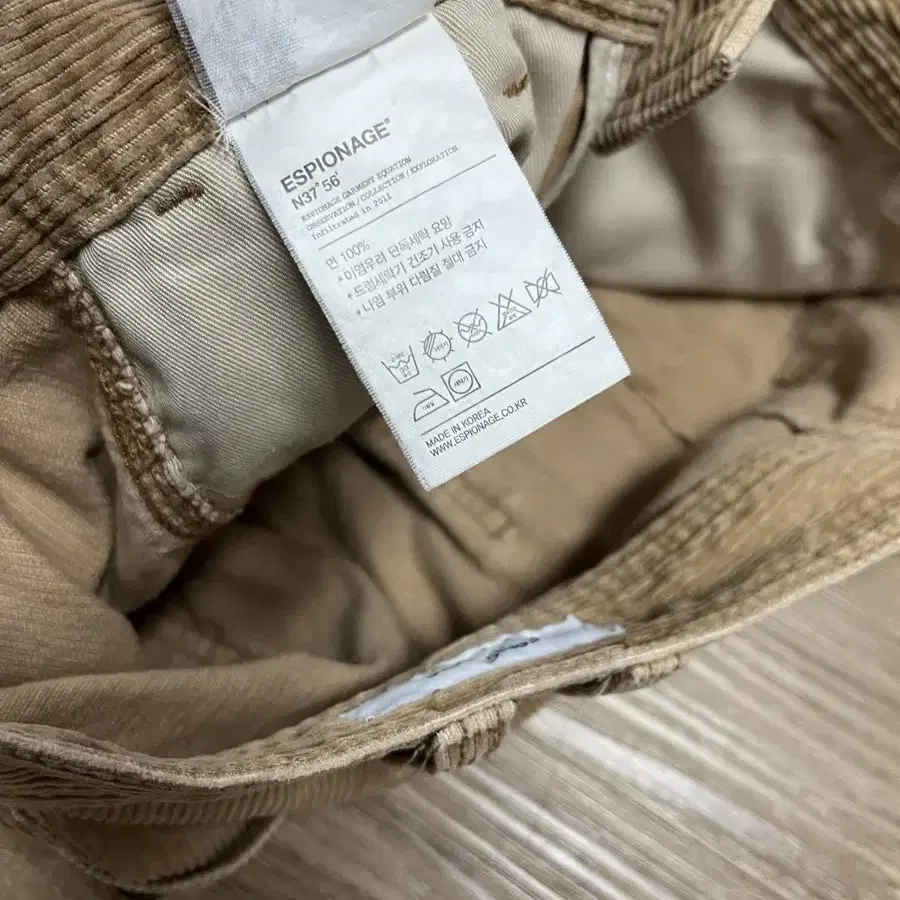 ESPIONAGE®
N37° 56'
ESPIONAGE GARMENT EQUATION
OBSERVATION / COLLECTION / EXPLORATION
Infiltrated in 2011
면 100%
• 이염우려 단독세탁 요망
• 드럼세탁기 건조기 사용 금지
• 나염 부위 다림질 절대 금지
MADE IN KOREA
WWW.ESPIONAGE.CO.KR